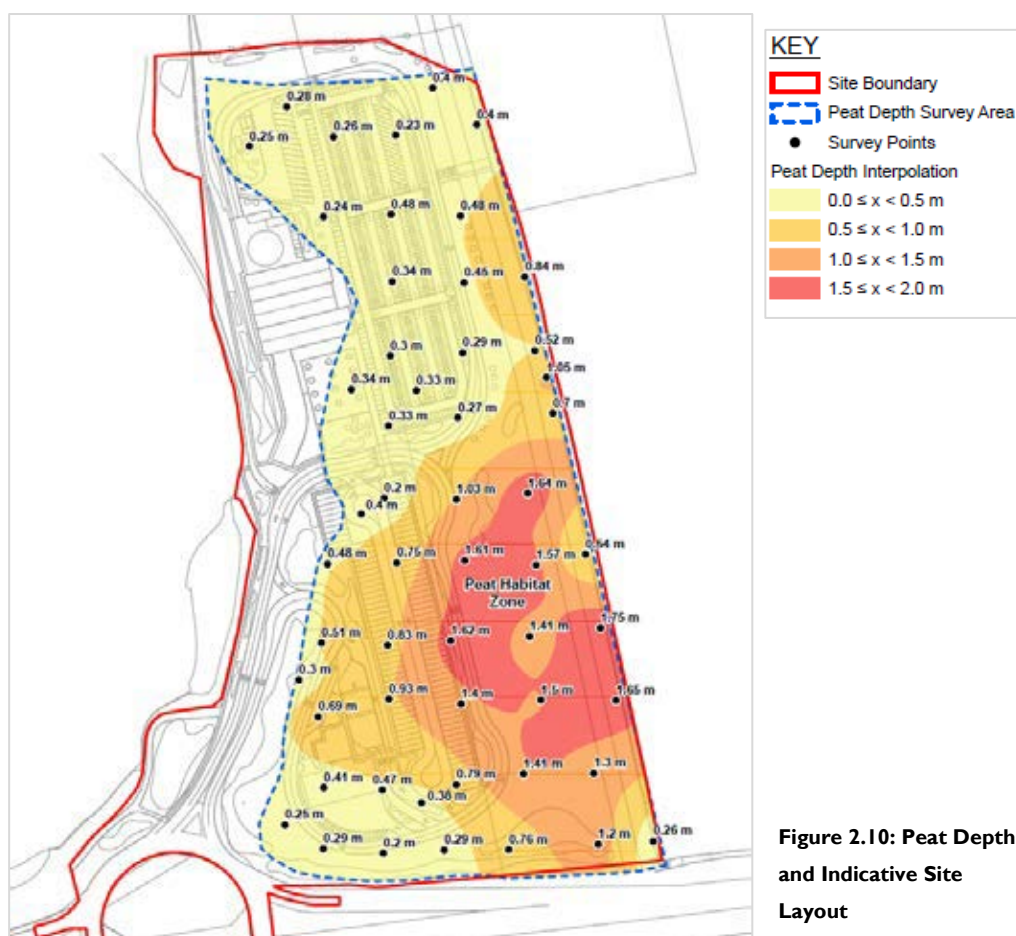 KEY
Site Boundary
Peat Depth Survey Area
Survey Points
Peat Depth Interpolation
0.0 ≤ x < 0.5 m
0.5 ≤ x < 1.0 m
1.0 ≤ x < 1.5 m
1.5 ≤ x < 2.0 m
0.4 m
0.28 m
0.4 m
0.25 m
0.26 m
0.23 m
0.24 m
0.48 m
0.48 m
0.34 m
0.45 m
0.84 m
0.3 m
0.29 m
0.52 m
1.05 m
0.34 m
0.33 m
0.7 m
0.33 m
0.27 m
0.2 m
1.03 m
1.64 m
0.4 m
0.48 m
0.75 m
1.61 m
1.57 m
0.64 m
Peat Habitat
Zone
0.51 m
0.83 m
1.62 m
1.41 m
1.75 m
0.3 m
0.69 m
0.93 m
1.4 m
1.5 m
1.65 m
0.41 m
0.47 m
0.38 m
0.79 m
1.41 m
1.3 m
0.25 m
0.29 m
0.2 m
0.29 m
0.76 m
1.2 m
0.26 m
Figure 2.10: Peat Depth
and Indicative Site
Layout